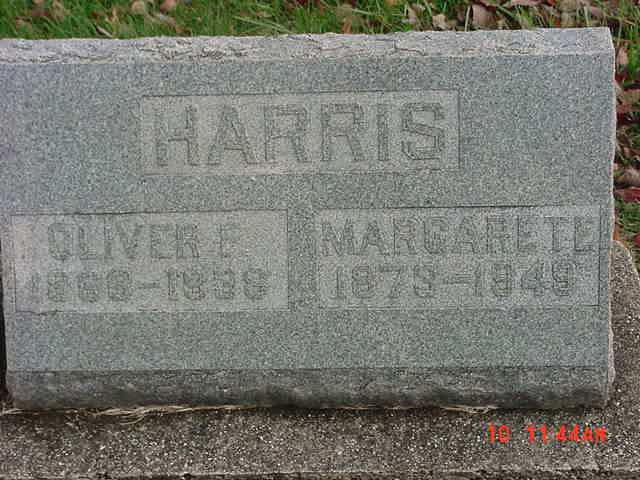 HARRIS
OLIVER F
MARGARET E
1879-1949
10 11:44AM